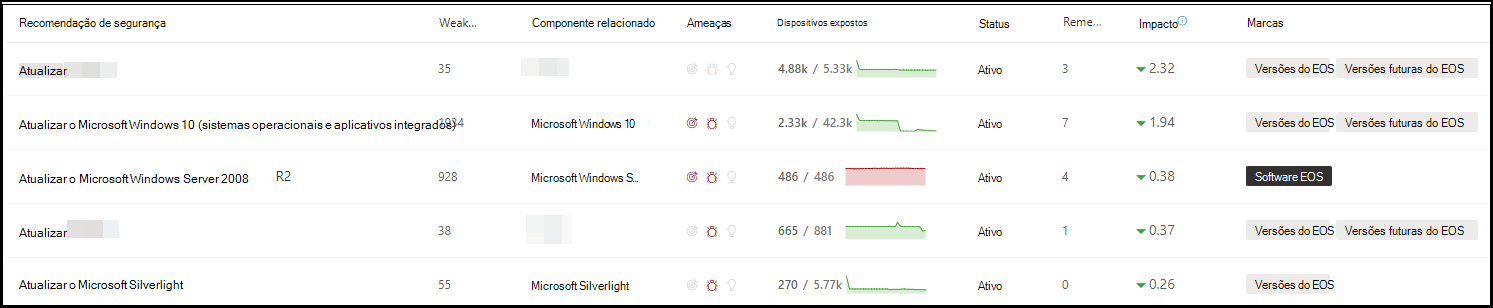 Recomendação de segurança Weak... Componente relacionado Ameaças Dispositivos expostos Status Reme... Impacto Marcas
Atualizar 35 4.88k / 5.33k Ativo 3 2.32 Versões do EOS Versões futuras do EOS
Atualizar o Microsoft Windows 10 (sistemas operacionais e aplicativos integrados) Microsoft Windows 10 2.33k / 42.3k Ativo 7 1.94 Versões do EOS Versões futuras do EOS
Atualizar o Microsoft Windows Server 2008 R2 928 Microsoft Windows S... 486 / 486 Ativo 4 0.38 Software EOS
Atualizar 38 665 / 881 Ativo 1 0.37 Versões do EOS Versões futuras do EOS
Atualizar o Microsoft Silverlight 55 Microsoft Silverlight 270 / 5.77k Ativo 0 0.26 Versões do EOS